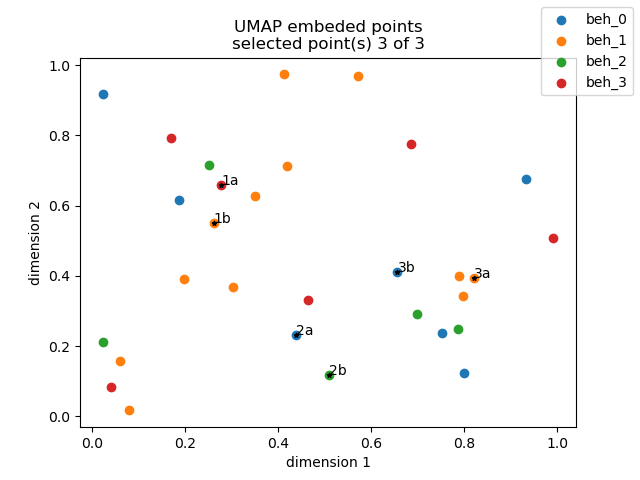 UMAP embeded points
selected point(s) 3 of 3
beh_0
beh_1
beh_2
beh_3
1.0
0.8
0.6
0.4
0.2
0.0
dimension 2
1a
1b
3b
3a
2a
2b
0.0 0.2 0.4 0.6 0.8 1.0
dimension 1